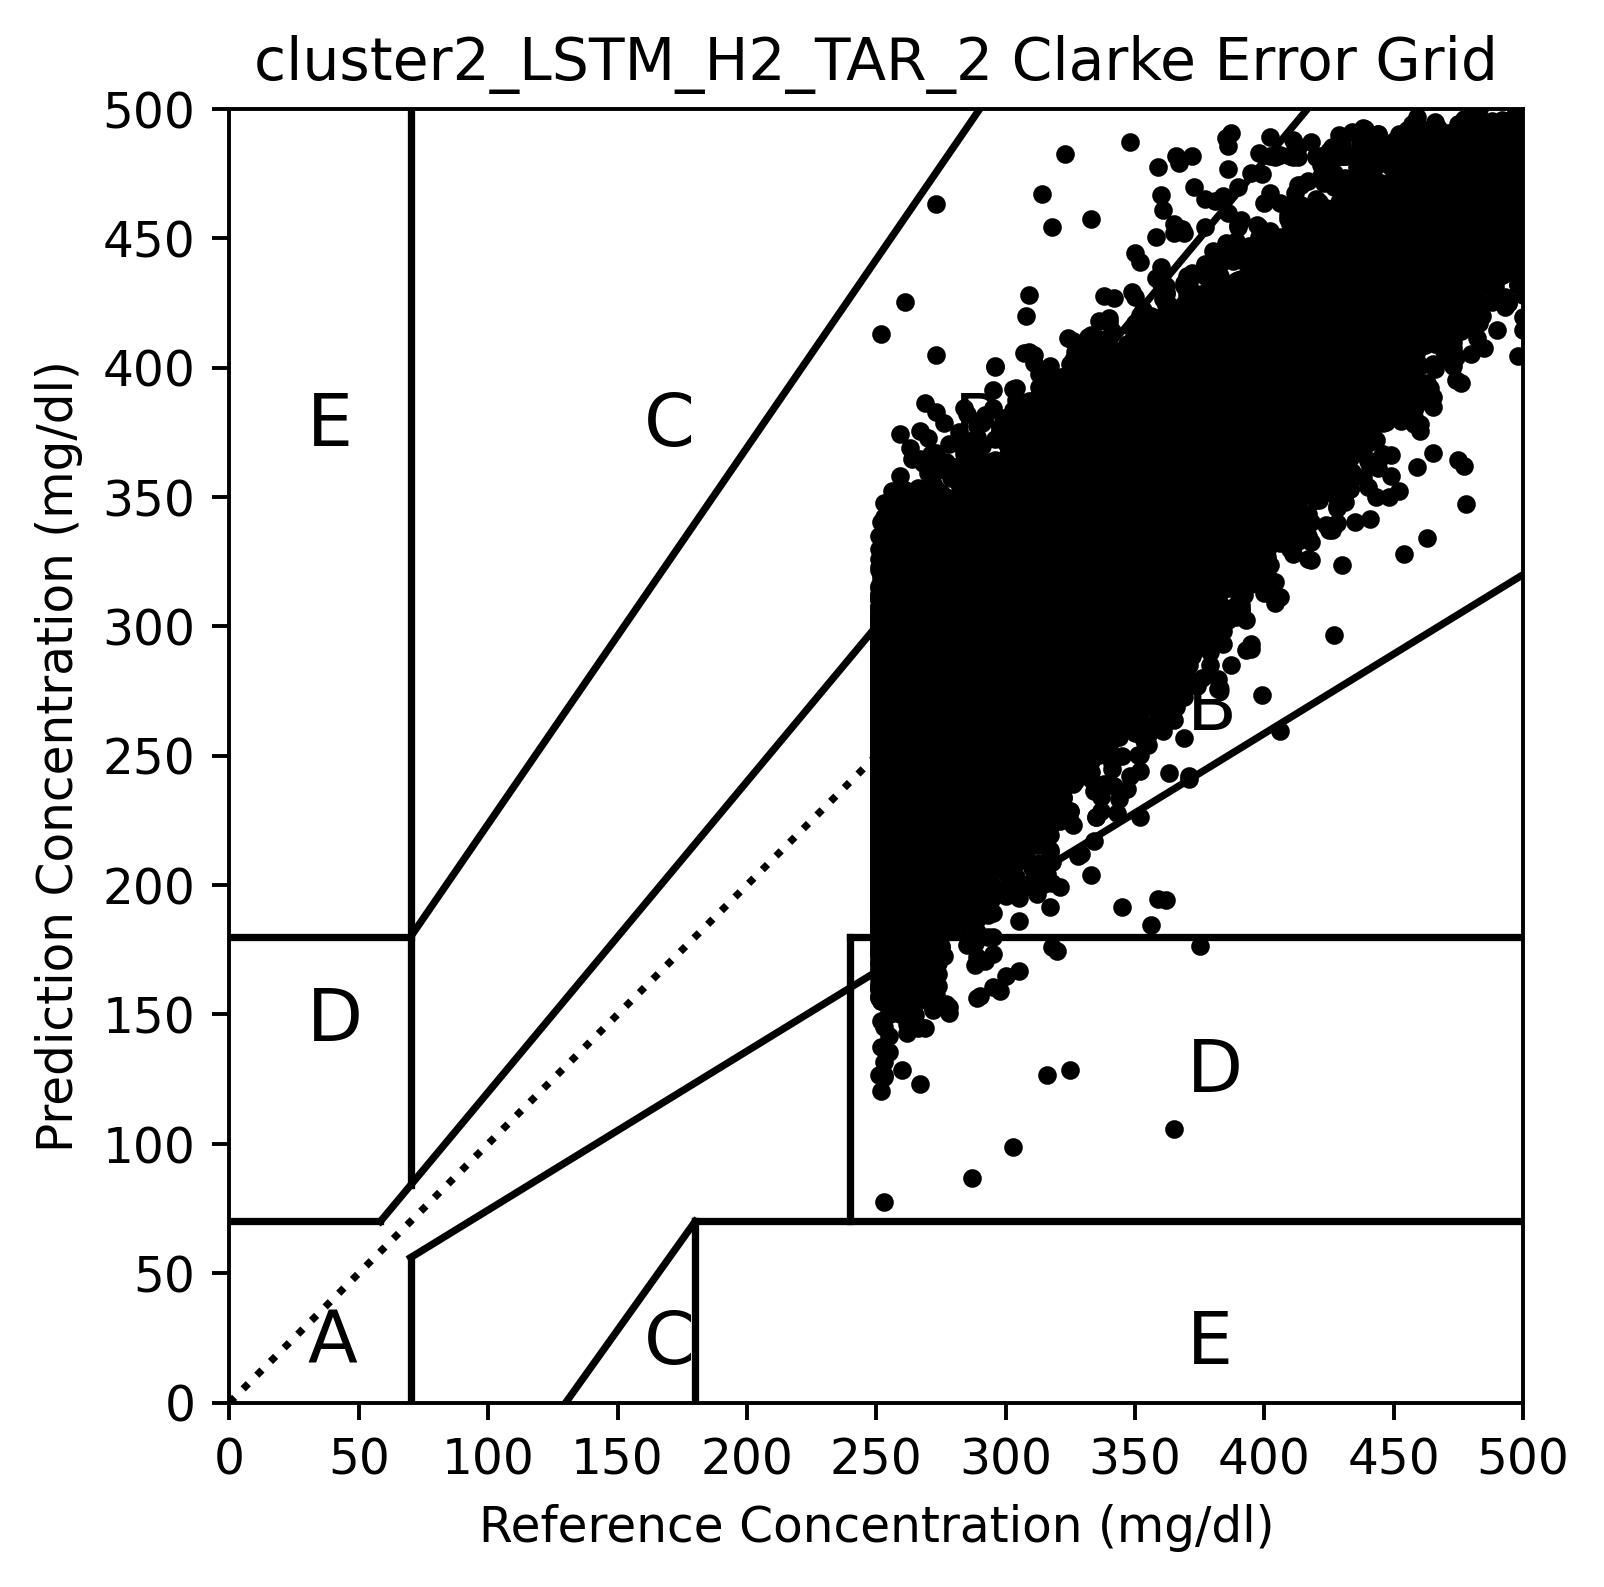 cluster2_LSTM_H2_TAR_2 Clarke Error Grid
500
450
400
350
300
250
200
150
100
50
0
Prediction Concentration (mg/dl)
E
C
D
B
D
A
C
E
0 50 100 150 200 250 300 350 400 450 500
Reference Concentration (mg/dl)